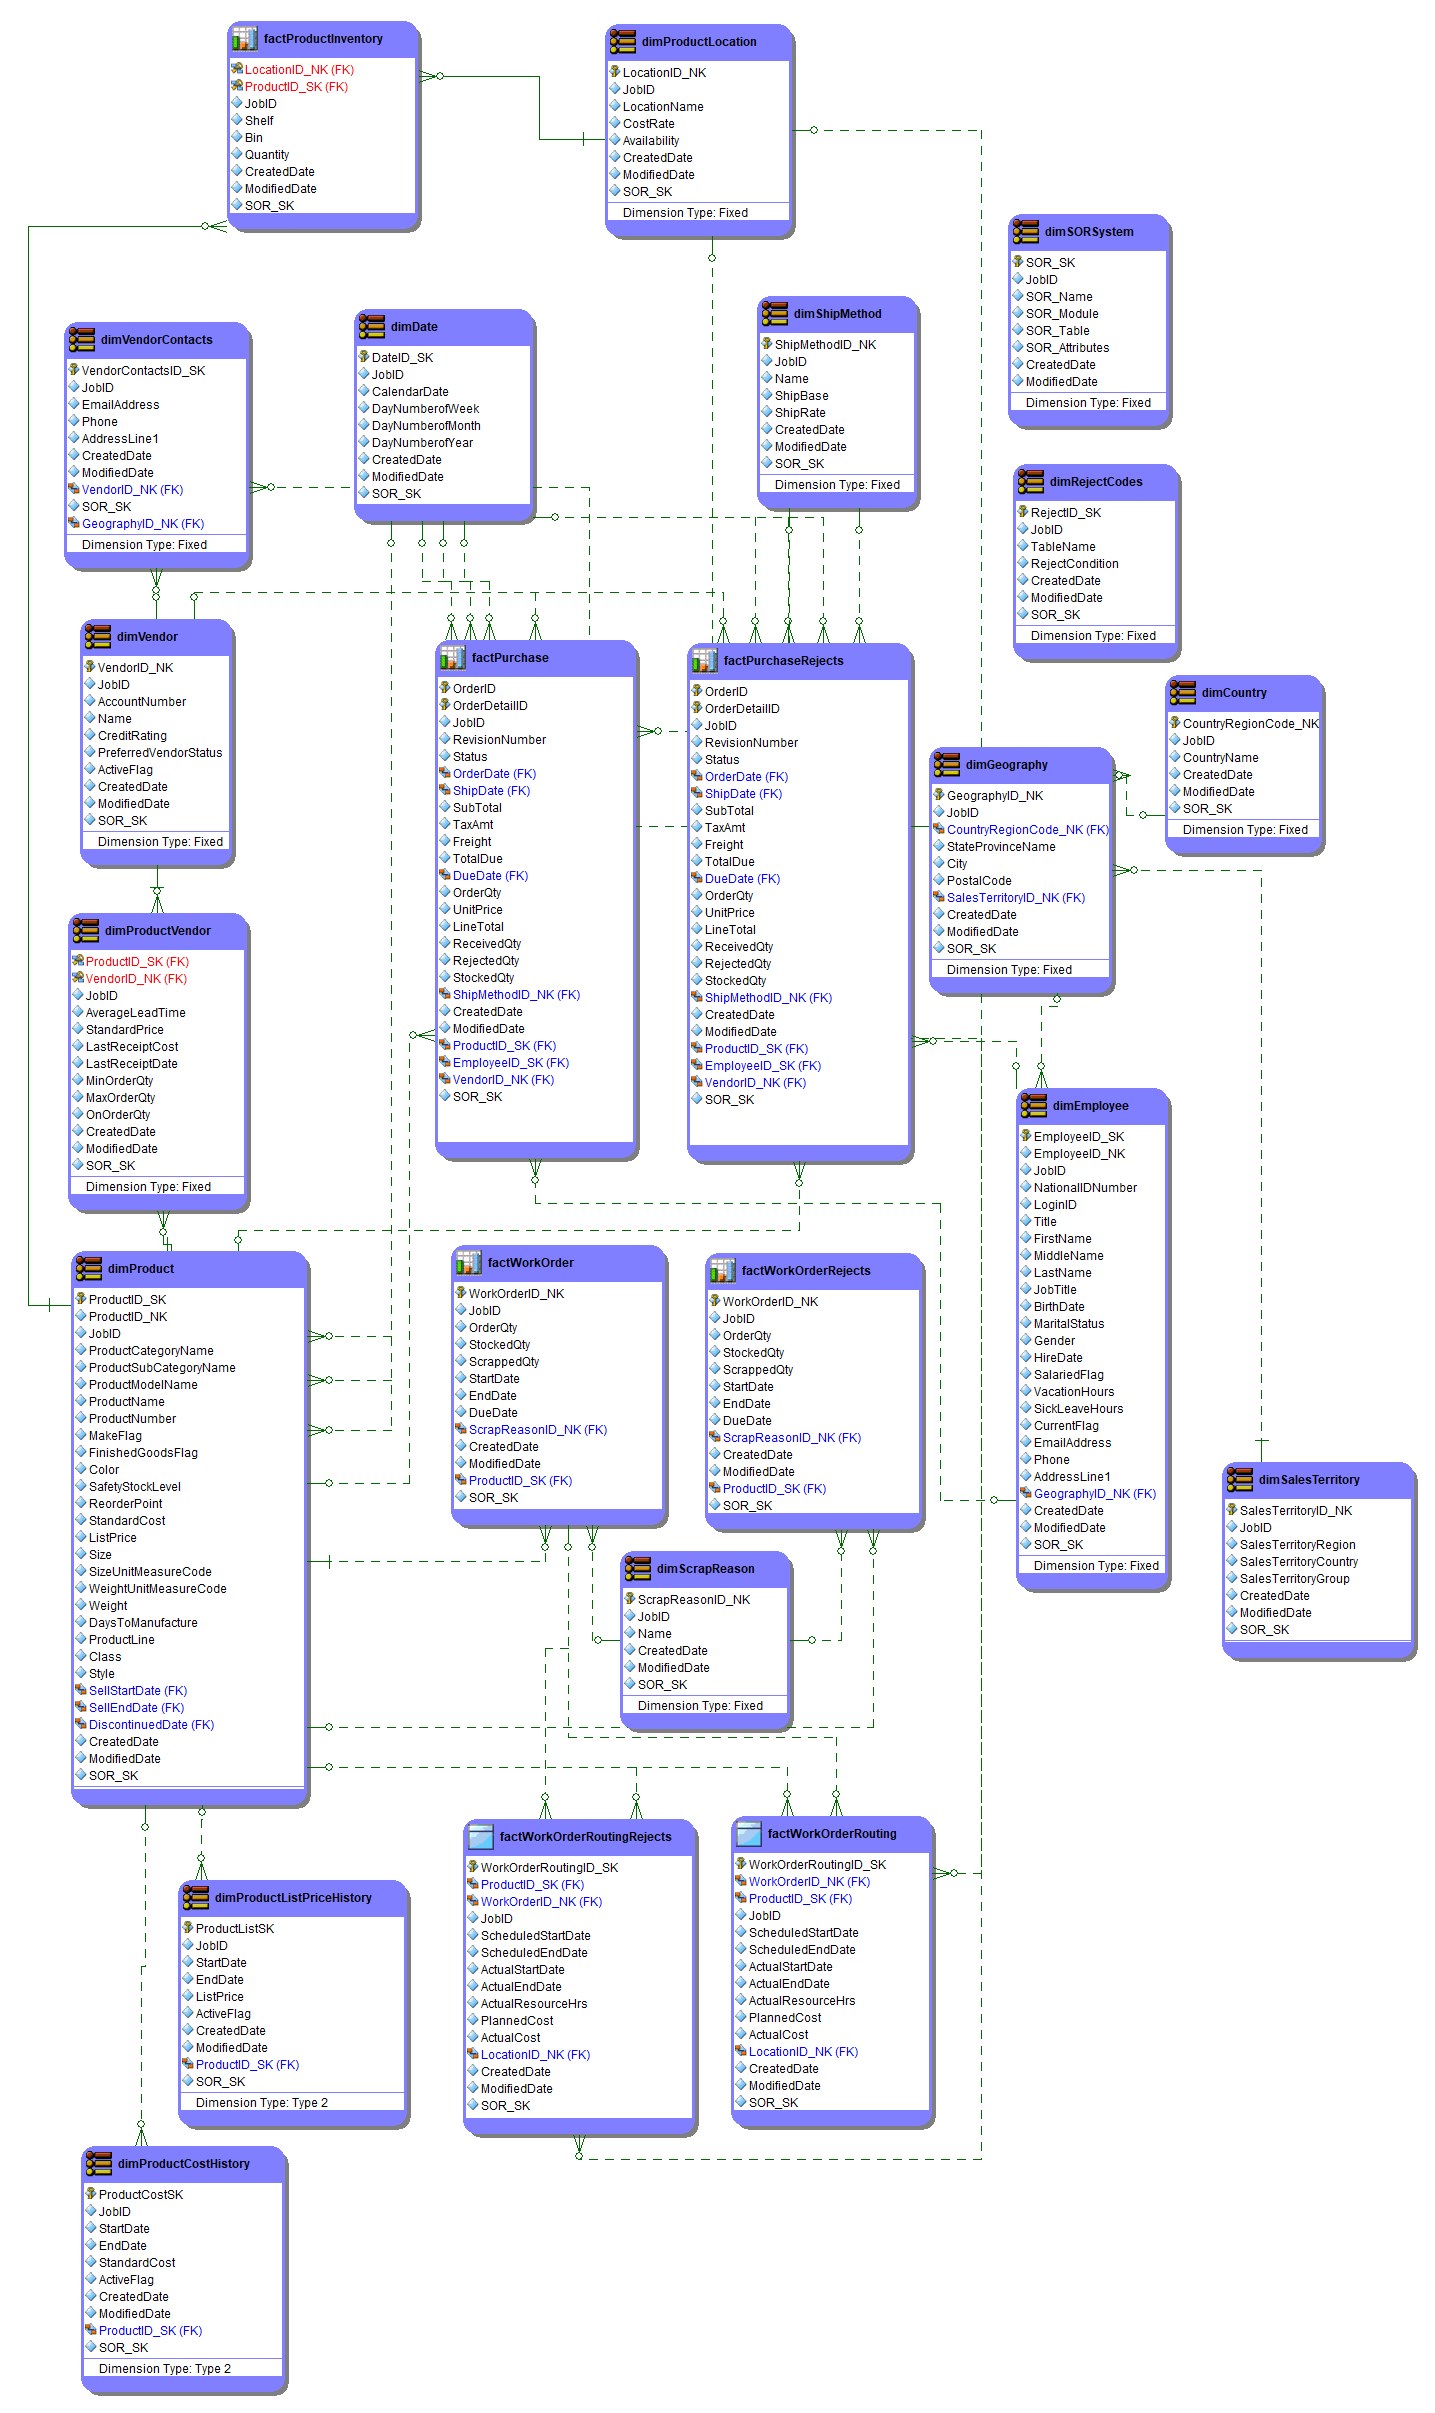 factProductInventory
LocationID_NK (FK)
ProductID_SK (FK)
JobID
Shelf
Bin
Quantity
CreatedDate
ModifiedDate
SOR_SK
dimProductLocation
LocationID_NK
JobID
LocationName
CostRate
Availability
CreatedDate
ModifiedDate
SOR_SK
Dimension Type: Fixed
dimSORSystem
SOR_SK
JobID
SOR_Name
SOR_Module
SOR_Table
SOR_Attributes
CreatedDate
ModifiedDate
Dimension Type: Fixed
dimVendorContacts
VendorContactsID_SK
JobID
EmailAddress
Phone
AddressLine1
CreatedDate
ModifiedDate
VendorID_NK (FK)
SOR_SK
GeographyID_NK (FK)
Dimension Type: Fixed
dimDate
DateID_SK
JobID
CalendarDate
DayNumberofWeek
DayNumberofMonth
DayNumberofYear
CreatedDate
ModifiedDate
SOR_SK
dimShipMethod
ShipMethodID_NK
JobID
Name
ShipBase
ShipRate
CreatedDate
ModifiedDate
SOR_SK
Dimension Type: Fixed
dimRejectCodes
RejectID_SK
JobID
TableName
RejectCondition
CreatedDate
ModifiedDate
SOR_SK
Dimension Type: Fixed
dimVendor
VendorID_NK
JobID
AccountNumber
Name
CreditRating
PreferredVendorStatus
ActiveFlag
CreatedDate
ModifiedDate
SOR_SK
Dimension Type: Fixed
factPurchase
OrderID
OrderDetailID
JobID
RevisionNumber
Status
OrderDate (FK)
ShipDate (FK)
SubTotal
TaxAmt
Freight
TotalDue
DueDate (FK)
OrderQty
UnitPrice
LineTotal
ReceivedQty
RejectedQty
StockedQty
ShipMethodID_NK (FK)
CreatedDate
ModifiedDate
ProductID_SK (FK)
EmployeeID_SK (FK)
VendorID_NK (FK)
SOR_SK
factPurchaseRejects
OrderID
OrderDetailID
JobID
RevisionNumber
Status
OrderDate (FK)
ShipDate (FK)
SubTotal
TaxAmt
Freight
TotalDue
DueDate (FK)
OrderQty
UnitPrice
LineTotal
ReceivedQty
RejectedQty
StockedQty
ShipMethodID_NK (FK)
CreatedDate
ModifiedDate
ProductID_SK (FK)
EmployeeID_SK (FK)
VendorID_NK (FK)
SOR_SK
dimCountry
CountryRegionCode_NK
JobID
CountryName
CreatedDate
ModifiedDate
SOR_SK
Dimension Type: Fixed
dimGeography
GeographyID_NK
JobID
CountryRegionCode_NK (FK)
StateProvinceName
City
PostalCode
SalesTerritoryID_NK (FK)
CreatedDate
ModifiedDate
SOR_SK
Dimension Type: Fixed
dimProductVendor
ProductID_SK (FK)
VendorID_NK (FK)
JobID
AverageLeadTime
StandardPrice
LastReceiptCost
LastReceiptDate
MinOrderQty
MaxOrderQty
OnOrderQty
CreatedDate
ModifiedDate
SOR_SK
Dimension Type: Fixed
dimEmployee
EmployeeID_SK
EmployeeID_NK
JobID
NationalIDNumber
LoginID
Title
FirstName
MiddleName
LastName
JobTitle
BirthDate
MaritalStatus
Gender
HireDate
SalariedFlag
VacationHours
SickLeaveHours
CurrentFlag
EmailAddress
Phone
AddressLine1
GeographyID_NK (FK)
CreatedDate
ModifiedDate
SOR_SK
Dimension Type: Fixed
dimProduct
ProductID_SK
ProductID_NK
JobID
ProductCategoryName
ProductSubCategoryName
ProductModelName
ProductName
ProductNumber
MakeFlag
FinishedGoodsFlag
Color
SafetyStockLevel
ReorderPoint
StandardCost
ListPrice
Size
SizeUnitMeasureCode
WeightUnitMeasureCode
Weight
DaysToManufacture
ProductLine
Class
Style
SellStartDate (FK)
SellEndDate (FK)
DiscontinuedDate (FK)
CreatedDate
ModifiedDate
SOR_SK
factWorkOrder
WorkOrderID_NK
JobID
OrderQty
StockedQty
ScrappedQty
StartDate
EndDate
DueDate
ScrapReasonID_NK (FK)
CreatedDate
ModifiedDate
ProductID_SK (FK)
SOR_SK
factWorkOrderRejects
WorkOrderID_NK
JobID
OrderQty
StockedQty
ScrappedQty
StartDate
EndDate
DueDate
ScrapReasonID_NK (FK)
CreatedDate
ModifiedDate
ProductID_SK (FK)
SOR_SK
dimSalesTerritory
SalesTerritoryID_NK
JobID
SalesTerritoryRegion
SalesTerritoryCountry
SalesTerritoryGroup
CreatedDate
ModifiedDate
SOR_SK
dimScrapReason
ScrapReasonID_NK
JobID
Name
CreatedDate
ModifiedDate
SOR_SK
Dimension Type: Fixed
factWorkOrderRoutingRejects
WorkOrderRoutingID_SK
ProductID_SK (FK)
WorkOrderID_NK (FK)
JobID
ScheduledStartDate
ScheduledEndDate
ActualStartDate
ActualEndDate
ActualResourceHrs
PlannedCost
ActualCost
LocationID_NK (FK)
CreatedDate
ModifiedDate
SOR_SK
factWorkOrderRouting
WorkOrderRoutingID_SK
WorkOrderID_NK (FK)
ProductID_SK (FK)
JobID
ScheduledStartDate
ScheduledEndDate
ActualStartDate
ActualEndDate
ActualResourceHrs
PlannedCost
ActualCost
LocationID_NK (FK)
CreatedDate
ModifiedDate
SOR_SK
dimProductListPriceHistory
ProductListSK
JobID
StartDate
EndDate
ListPrice
ActiveFlag
CreatedDate
ModifiedDate
ProductID_SK (FK)
SOR_SK
Dimension Type: Type 2
dimProductCostHistory
ProductCostSK
JobID
StartDate
EndDate
StandardCost
ActiveFlag
CreatedDate
ModifiedDate
ProductID_SK (FK)
SOR_SK
Dimension Type: Type 2